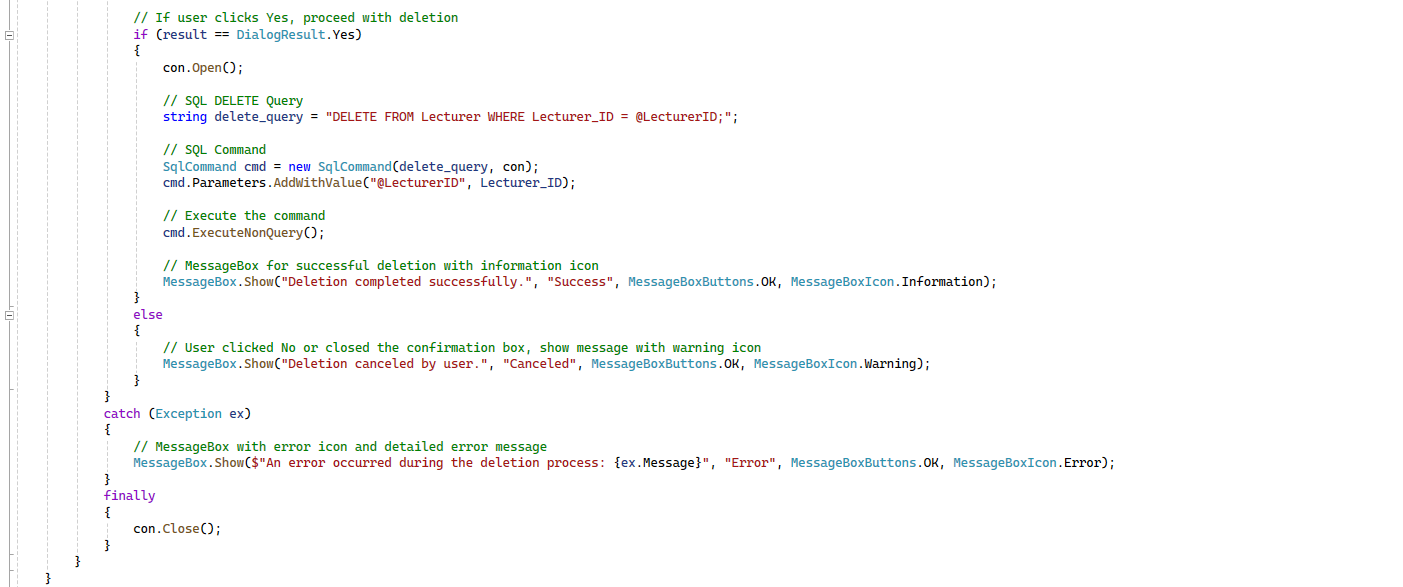 // If user clicks Yes, proceed with deletion
if (result == DialogResult.Yes)
{
con.Open();
// SQL DELETE Query
string delete_query = "DELETE FROM Lecturer WHERE Lecturer_ID = @LecturerID;";
// SQL Command
SqlCommand cmd = new SqlCommand(delete_query, con);
cmd.Parameters.AddWithValue("@LecturerID", Lecturer_ID);
// Execute the command
cmd.ExecuteNonQuery();
// MessageBox for successful deletion with information icon
MessageBox.Show("Deletion completed successfully.", "Success", MessageBoxButtons.OK, MessageBoxIcon.Information);
}
else
{
// User clicked No or closed the confirmation box, show message with warning icon
MessageBox.Show("Deletion canceled by user.", "Canceled", MessageBoxButtons.OK, MessageBoxIcon.Warning);
}
}
catch (Exception ex)
{
// MessageBox with error icon and detailed error message
MessageBox.Show($"An error occurred during the deletion process: {ex.Message}", "Error", MessageBoxButtons.OK, MessageBoxIcon.Error);
}
finally
{
con.Close();
}
}
}